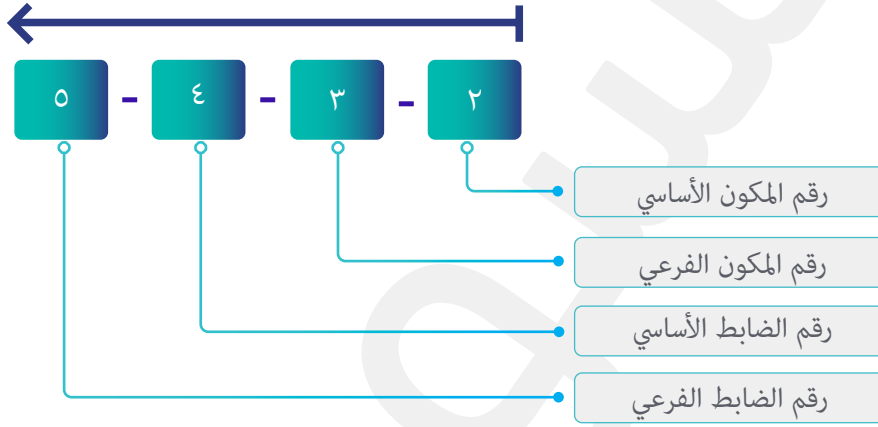 ٢ - ٣ - ٤ - ٥
رقم المكون الأساسي
رقم المكون الفرعي
رقم الضابط الأساسي
رقم الضابط الفرعي